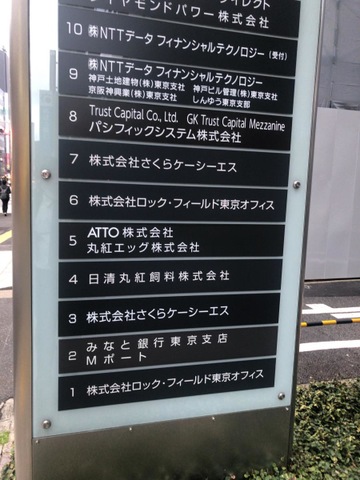 ダイヤモンドパワー株式会社
10 ㈱NTTデータ フィナンシャルテクノロジー (受付)
9 ㈱NTTデータ フィナンシャルテクノロジー
神戸土地建物(株)東京支社 神戸ビル管理(株)東京支社
京阪神興業(株)東京支社 しんゆう東京支部
8 Trust Capital Co., Ltd. GK Trust Capital Mezzanine
パシフィックシステム株式会社
7 株式会社さくらケーシーエス
6 株式会社ロック・フィールド東京オフィス
5 ATTO株式会社
丸紅エッグ株式会社
4 日清丸紅飼料株式会社
3 株式会社さくらケーシーエス
2 みなと銀行東京支店
Mポート
1 株式会社ロック・フィールド東京オフィス